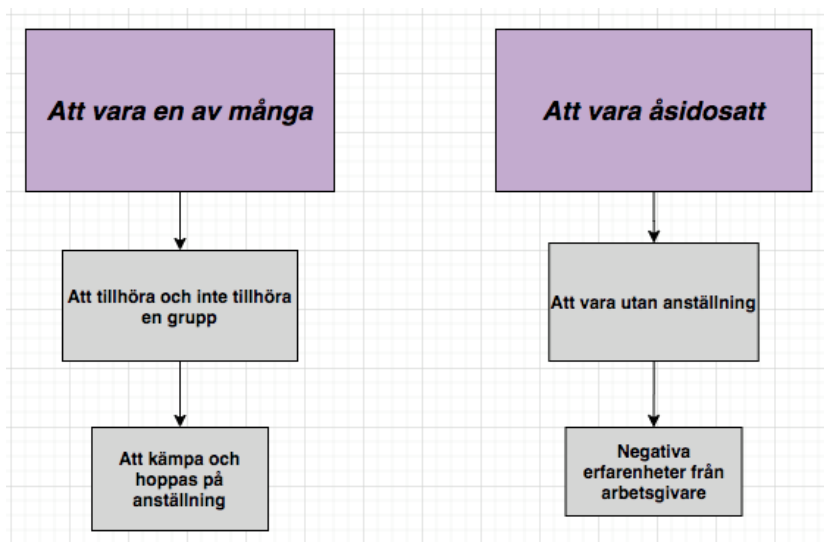 Att vara en av många
Att vara åsidosatt
Att tillhöra och inte tillhöra
en grupp
Att vara utan anställning
Att kämpa och
hoppas på
anställning
Negativa
erfarenheter från
arbetsgivare